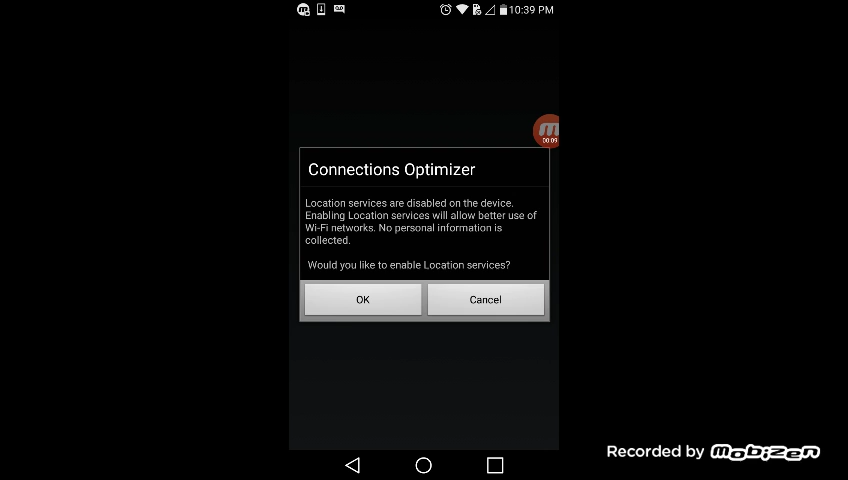 10:39 PM
00:09
Connections Optimizer
Location services are disabled on the device.
Enabling Location services will allow better use of
Wi-Fi networks. No personal information is
collected.
Would you like to enable Location services?
OK
Cancel
Recorded by Mobizen